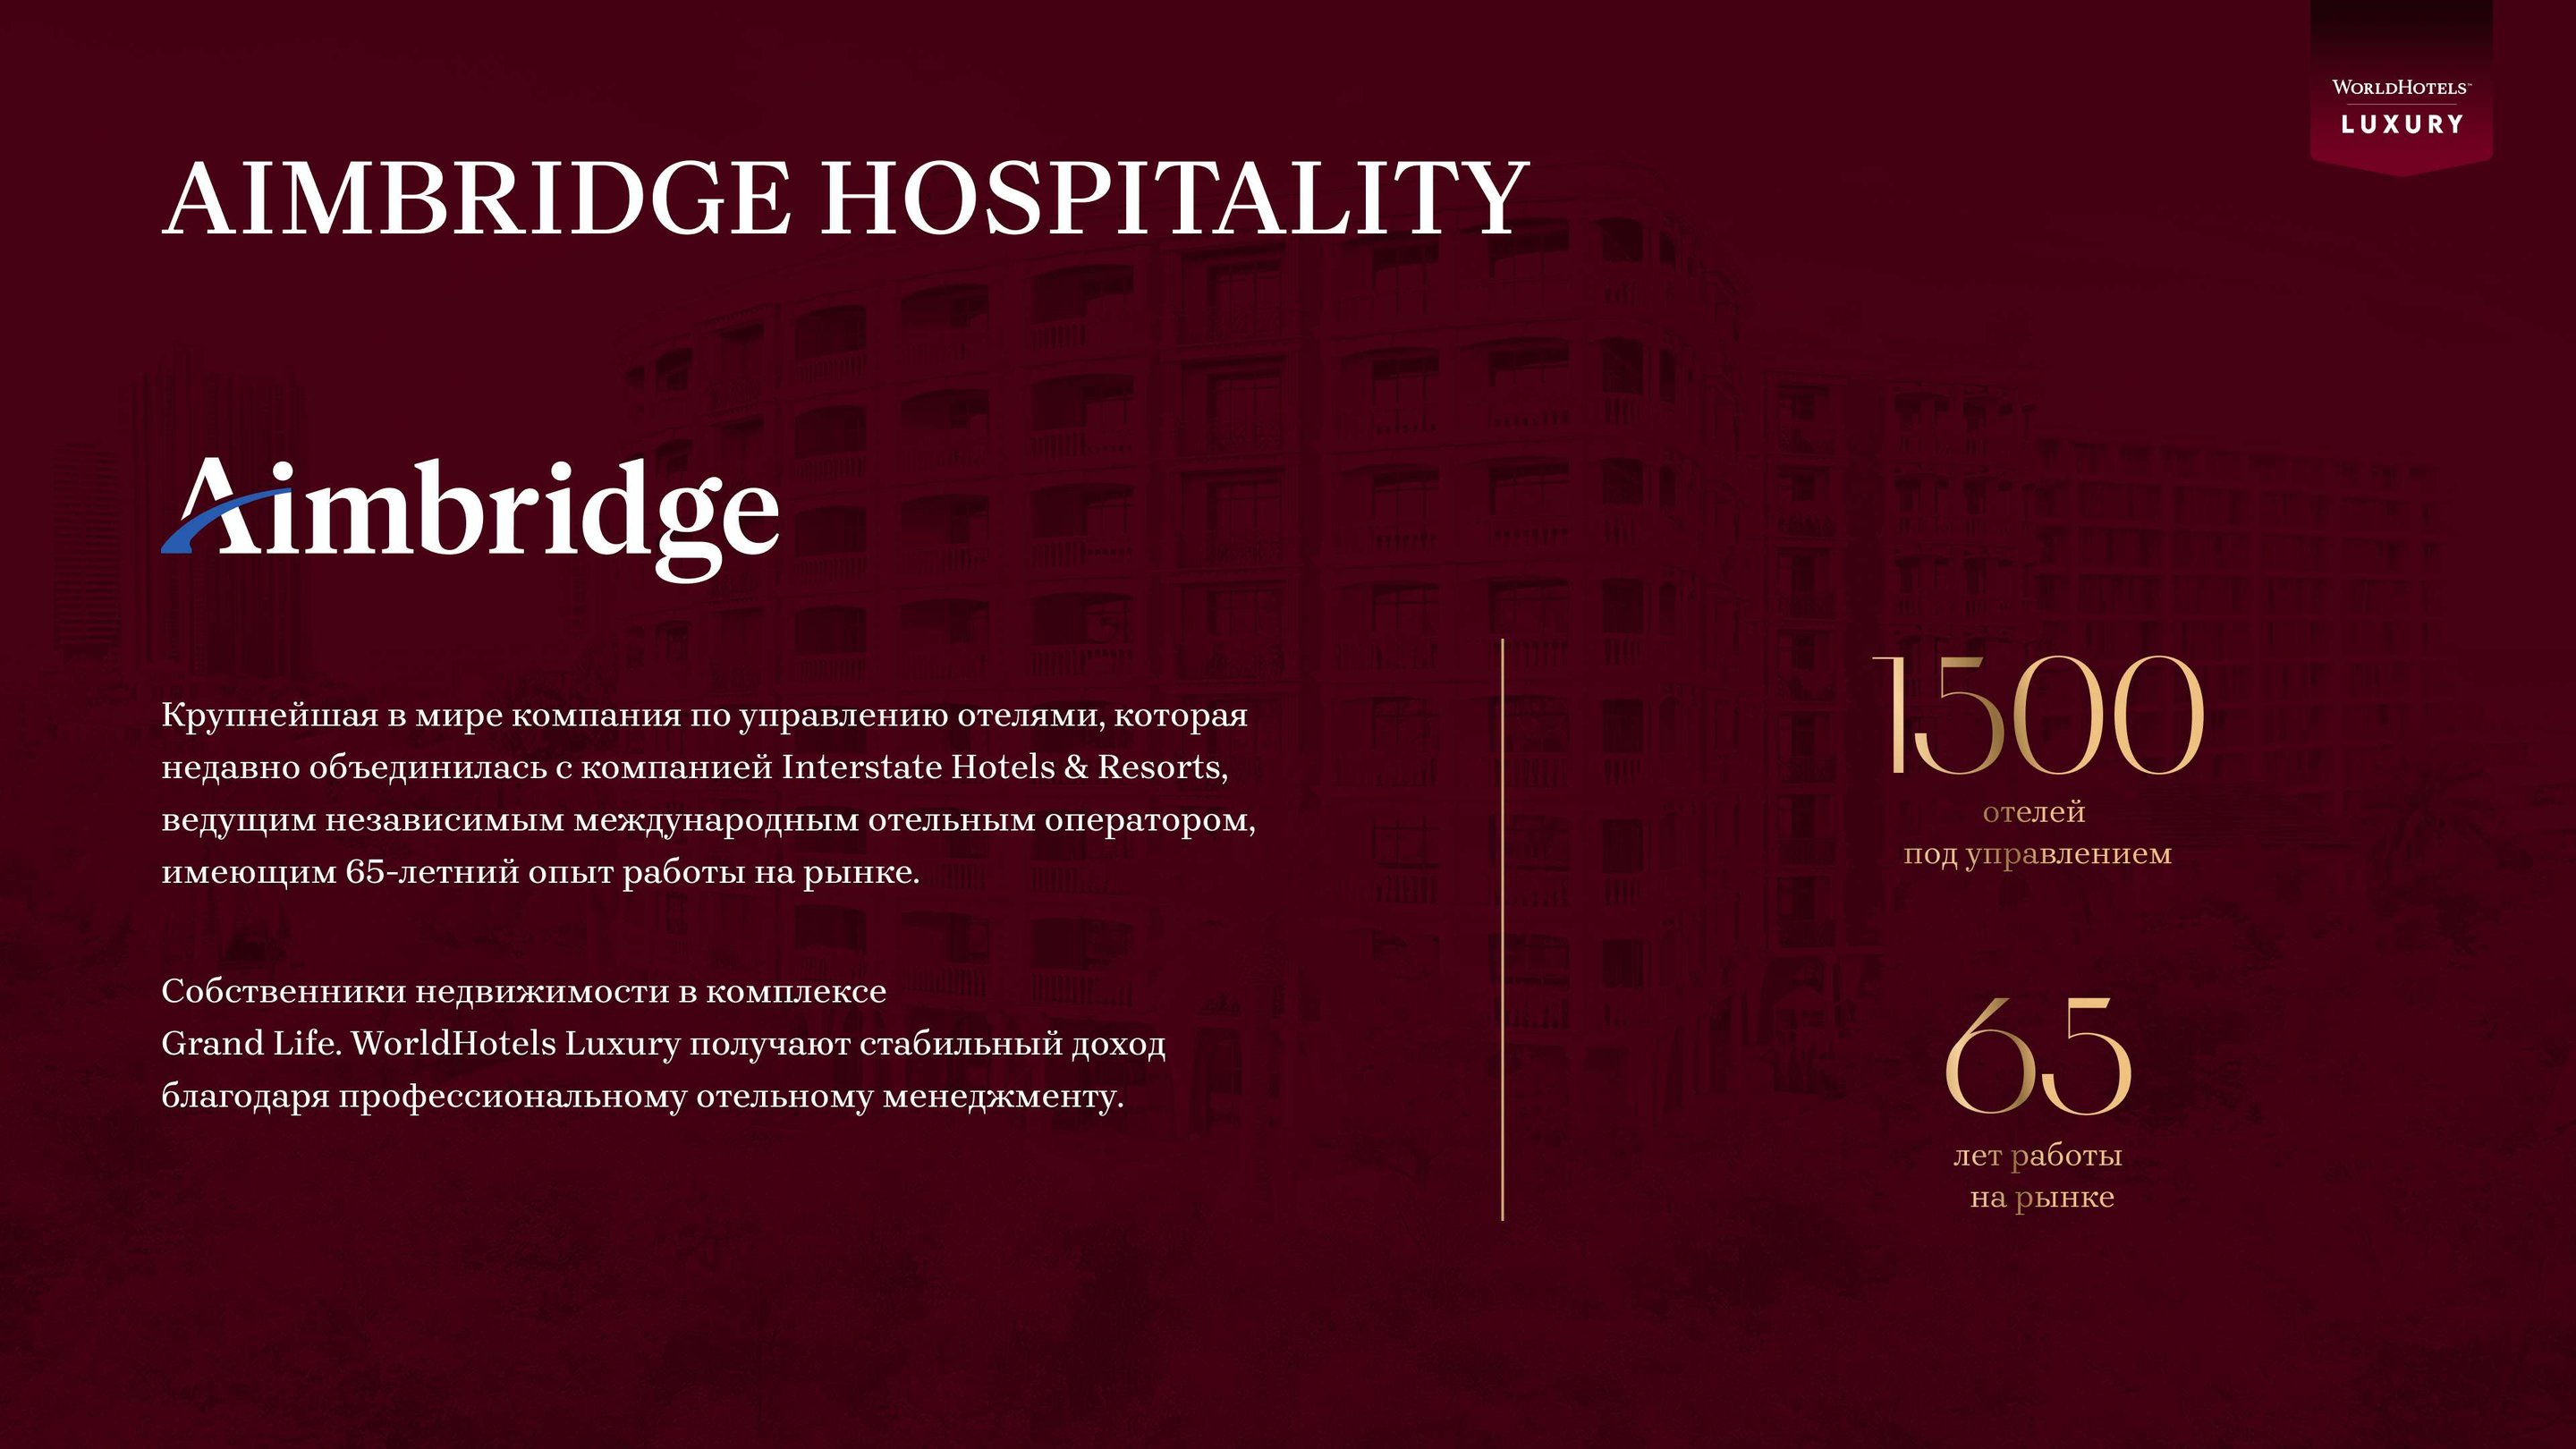 WORLDHOTELS™
LUXURY
AIMBRIDGE HOSPITALITY
Aimbridge
Крупнейшая в мире компания по управлению отелями, которая
недавно объединилась с компанией Interstate Hotels & Resorts,
ведущим независимым международным отельным оператором,
имеющим 65-летний опыт работы на рынке.
Собственники недвижимости в комплексе
Grand Life. WorldHotels Luxury получают стабильный доход
благодаря профессиональному отельному менеджменту.
1500
отелей
под управлением
65
лет работы
на рынке